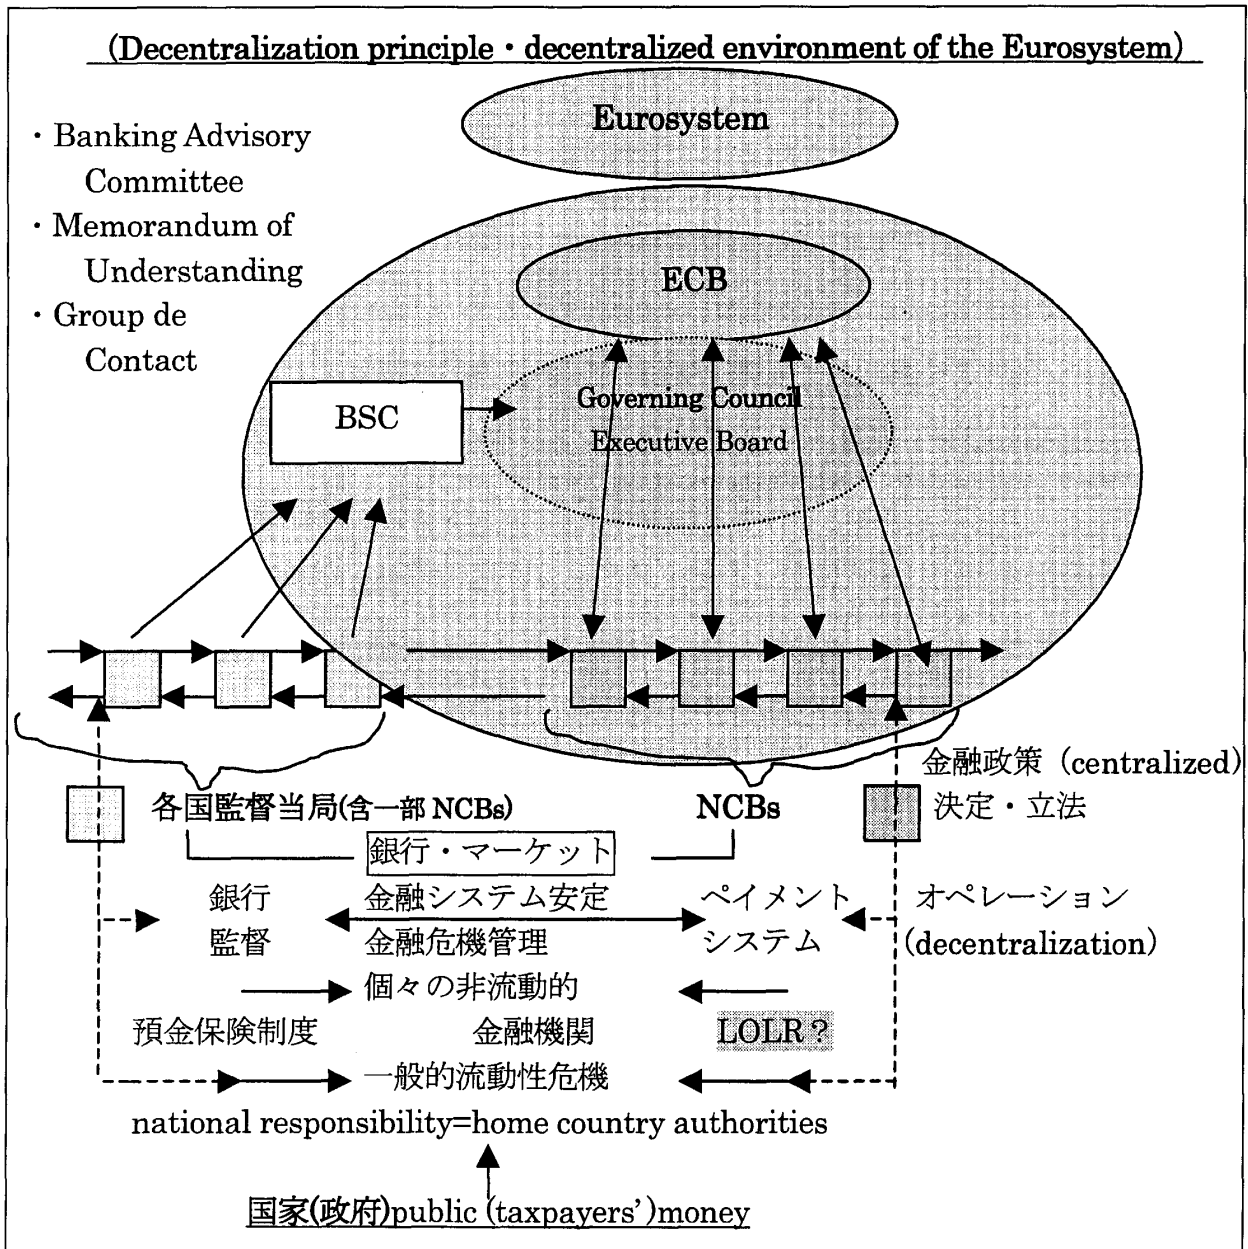 (Decentralization principle・decentralized environment of the Eurosystem)
Eurosystem
・Banking Advisory
Committee
・Memorandum of
Understanding
・Group de
Contact
ECB
BSC
Governing Council
Executive Board
金融政策 (centralized)
決定・立法
各国監督当局(含一部 NCBs)
NCBs
銀行・マーケット
銀行
監督
金融システム安定
金融危機管理
ペイメント
システム
オペレーション
(decentralization)
個々の非流動的
預金保険制度
金融機関
LOLR？
一般的流動性危機
national responsibility=home country authorities
国家(政府)public (taxpayers')money